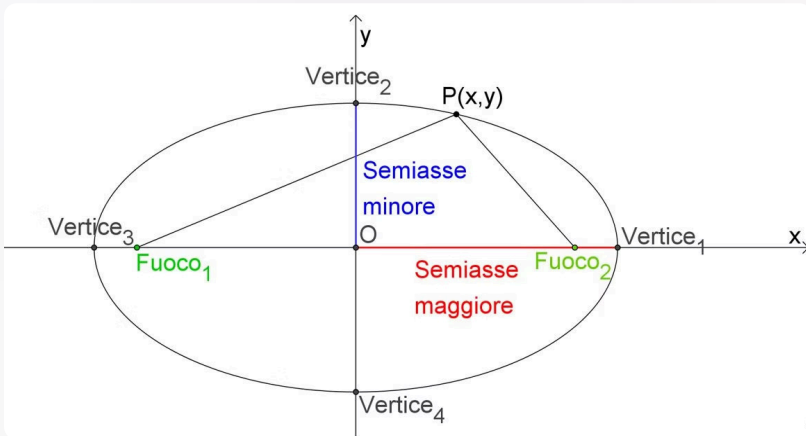 y
Vertice₂
P(x,y)
Semiasse
minore
Vertice₃
O
Vertice₁
x
Fuoco₁
Semiasse
maggiore
Fuoco₂
Vertice₄